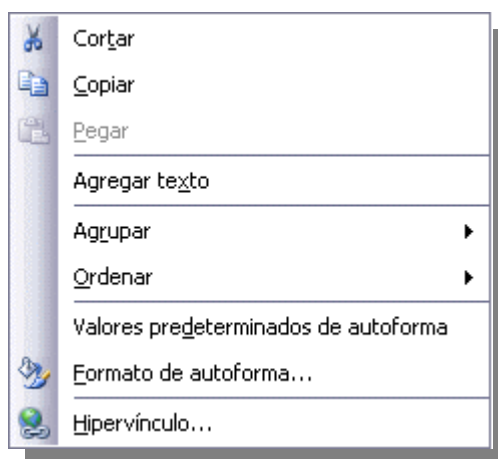 Cortar
Copiar
Pegar
Agregar texto
Agrupar
Ordenar
Valores predeterminados de autoforma
Formato de autoforma...
Hipervínculo...